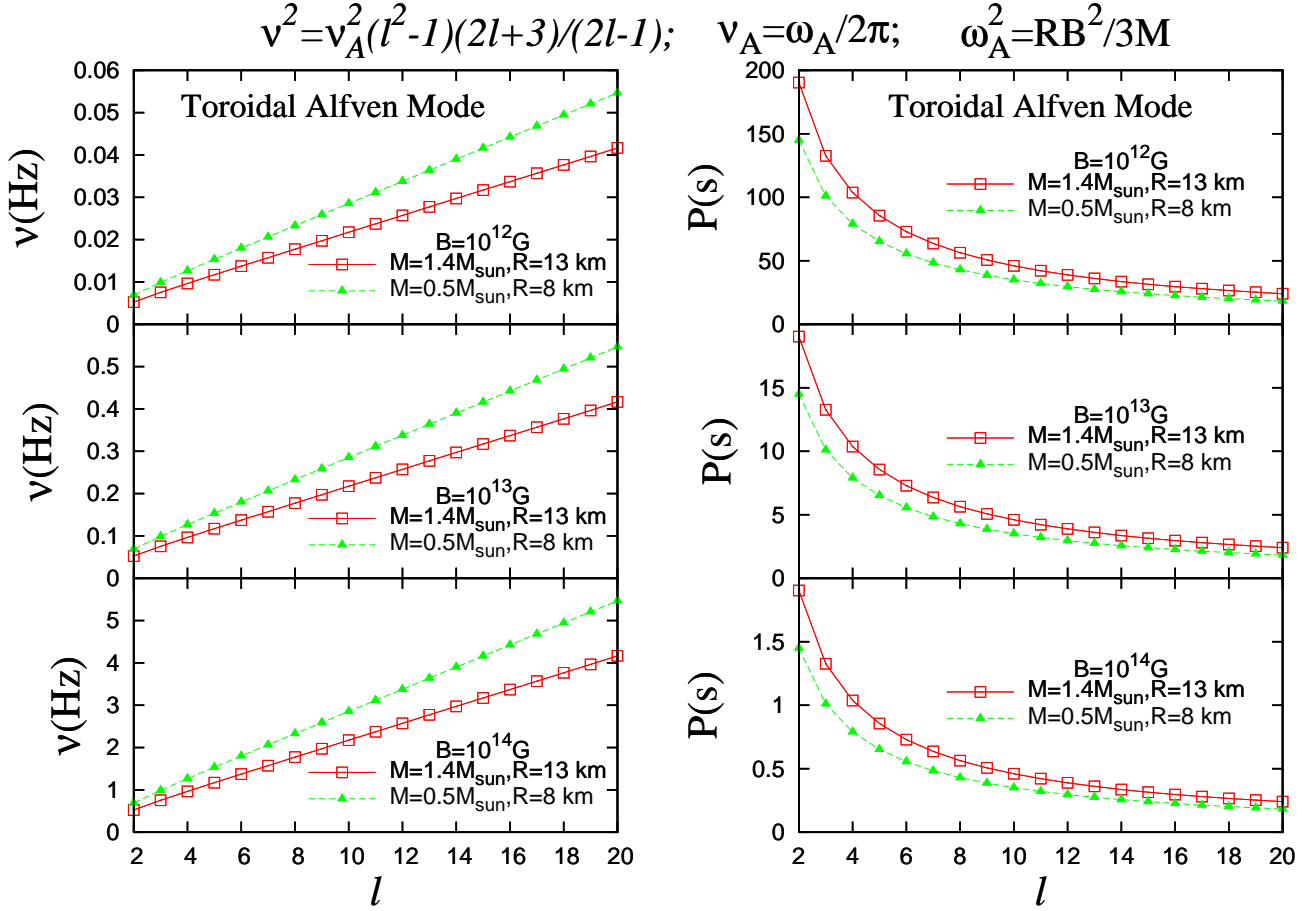 ν²=ν_A²(l²-1)(2l+3)/(2l-1); ν_A=ω_A/2π; ω_A²=RB²/3M
Toroidal Alfven Mode
ν(Hz)
0.06
0.05
0.04
0.03
0.02
0.01
0
B=10¹²G
M=1.4M_sun,R=13 km
M=0.5M_sun,R=8 km
ν(Hz)
0.5
0.4
0.3
0.2
0.1
0
B=10¹³G
M=1.4M_sun,R=13 km
M=0.5M_sun,R=8 km
ν(Hz)
5
4
3
2
1
0
B=10¹⁴G
M=1.4M_sun,R=13 km
M=0.5M_sun,R=8 km
2 4 6 8 10 12 14 16 18 20
l
Toroidal Alfven Mode
P(s)
200
150
100
50
0
B=10¹²G
M=1.4M_sun,R=13 km
M=0.5M_sun,R=8 km
P(s)
15
10
5
0
B=10¹³G
M=1.4M_sun,R=13 km
M=0.5M_sun,R=8 km
P(s)
1.5
1
0.5
0
B=10¹⁴G
M=1.4M_sun,R=13 km
M=0.5M_sun,R=8 km
2 4 6 8 10 12 14 16 18 20
l